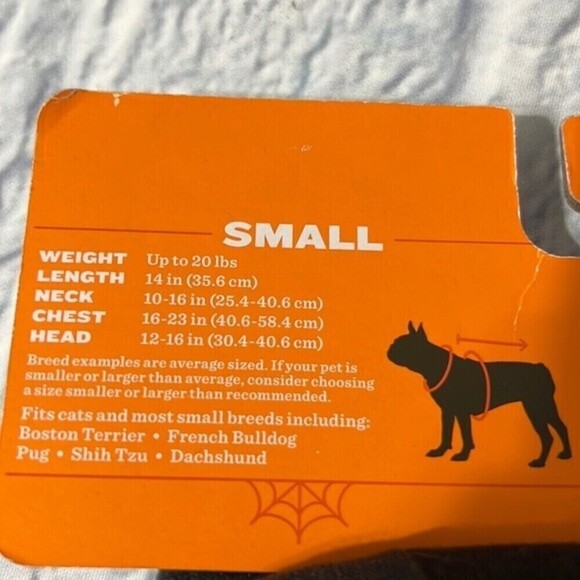 SMALL
WEIGHT Up to 20 lbs
LENGTH 14 in (35.6 cm)
NECK 10-16 in (25.4-40.6 cm)
CHEST 16-23 in (40.6-58.4 cm)
HEAD 12-16 in (30.4-40.6 cm)
Breed examples are average sized. If your pet is
smaller or larger than average, consider choosing
a size smaller or larger than recommended.
Fits cats and most small breeds including:
Boston Terrier • French Bulldog
Pug • Shih Tzu • Dachshund